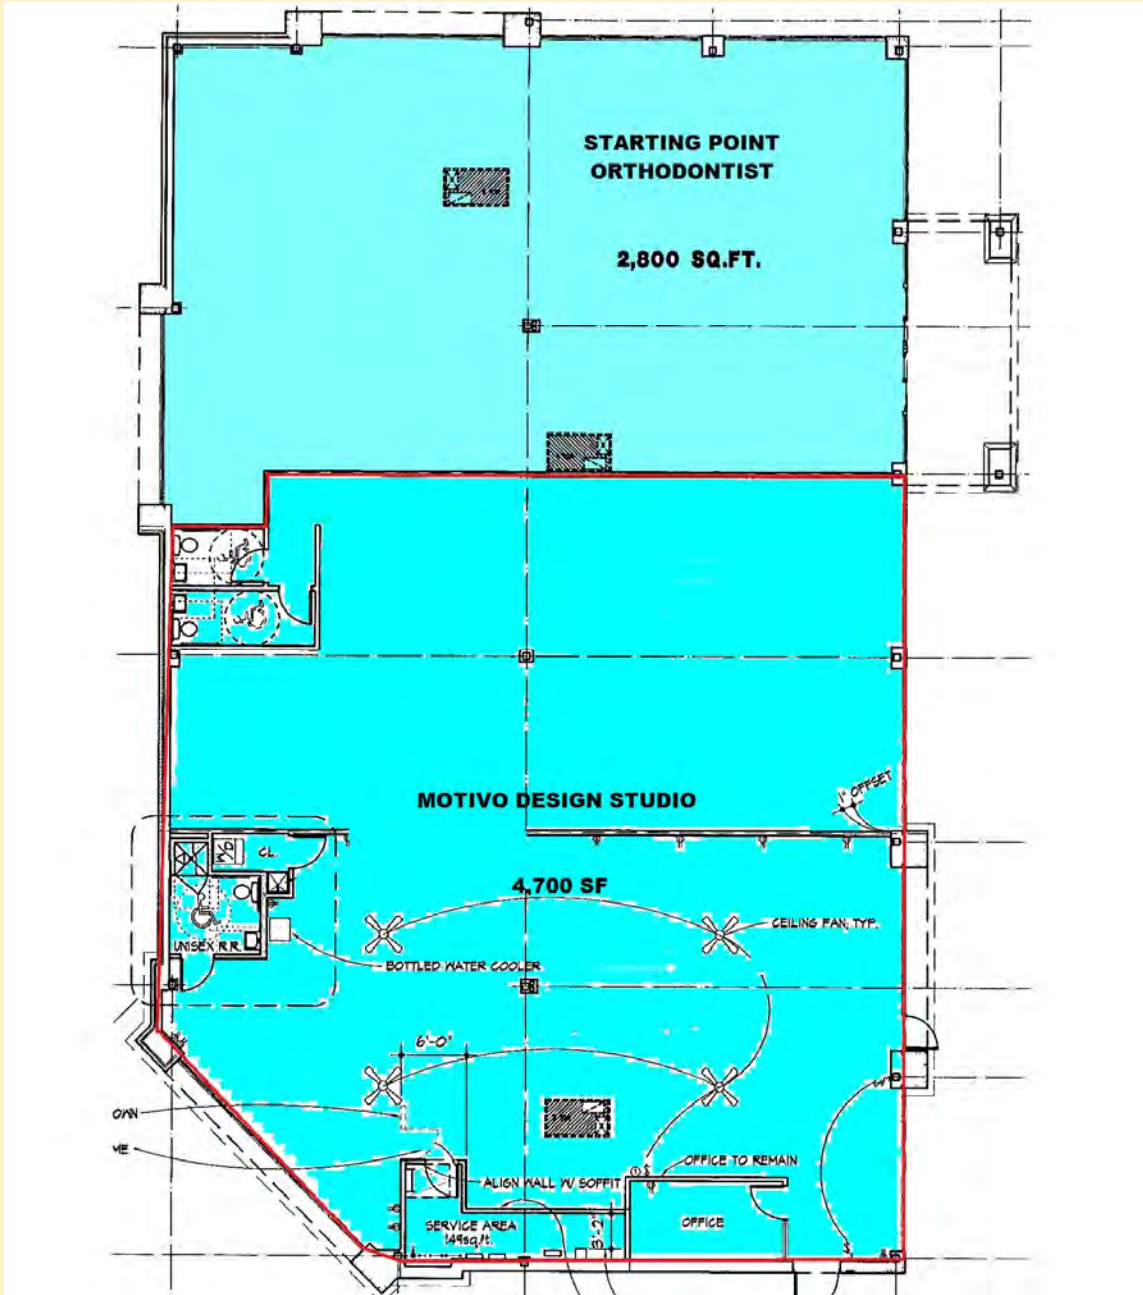 STARTING POINT
ORTHODONTIST
2,800 SQ.FT.
1" OFFSET
MOTIVO DESIGN STUDIO
W/D
CL.
4,700 SF
CEILING FAN, TYP.
UNISEX R.R.
BOTTLED WATER COOLER
6'-0"
OWN
ME
OFFICE TO REMAIN
ALIGN WALL W/ SOFFIT
SERVICE AREA
149sq.ft.
3'-2"
OFFICE